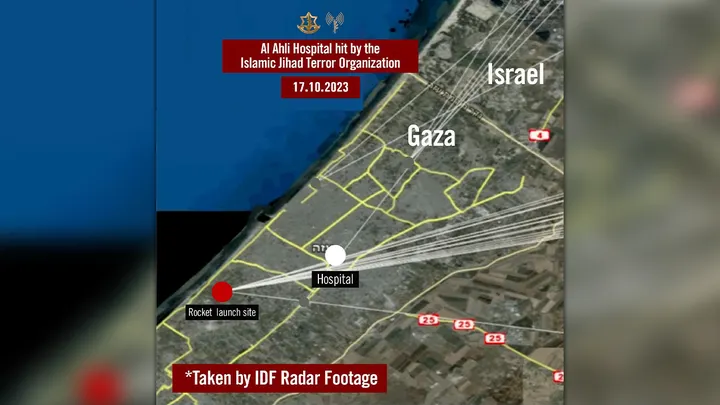 Al Ahli Hospital hit by the
Islamic Jihad Terror Organization
17.10.2023
Israel
4
Gaza
Hospital
Rocket launch site
25
25
25
*Taken by IDF Radar Footage